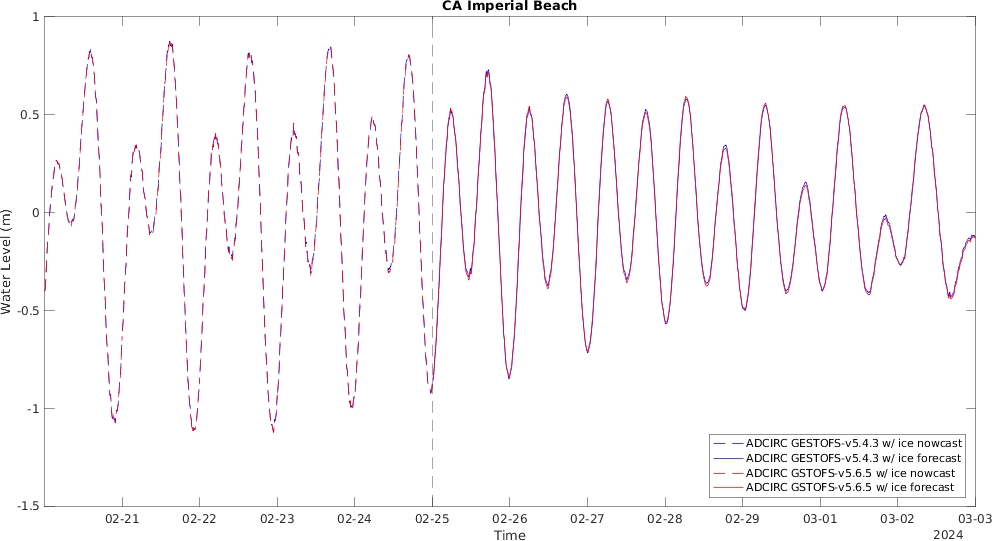 CA Imperial Beach
1
0.5
0
-0.5
-1
-1.5
Water Level (m)
02-21 02-22 02-23 02-24 02-25 02-26 02-27 02-28 02-29 03-01 03-02 03-03
Time
2024
ADCIRC GESTOFS-v5.4.3 w/ ice nowcast
ADCIRC GESTOFS-v5.4.3 w/ ice forecast
ADCIRC GSTOFS-v5.6.5 w/ ice nowcast
ADCIRC GSTOFS-v5.6.5 w/ ice forecast